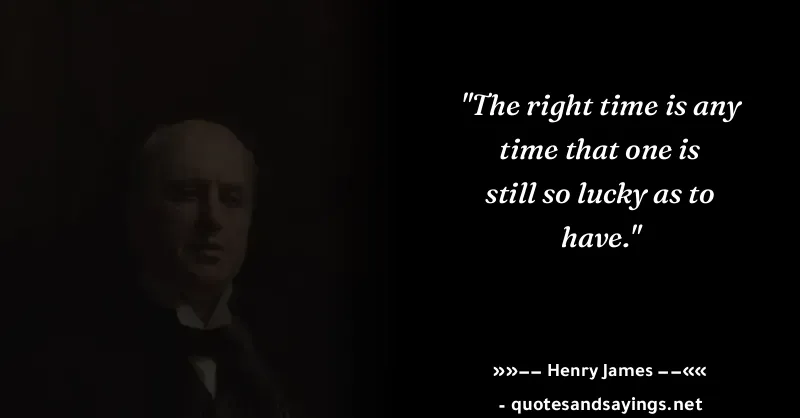 "The right time is any
time that one is
still so lucky as to
have."
»»−− Henry James −−««
- quotesandsayings.net